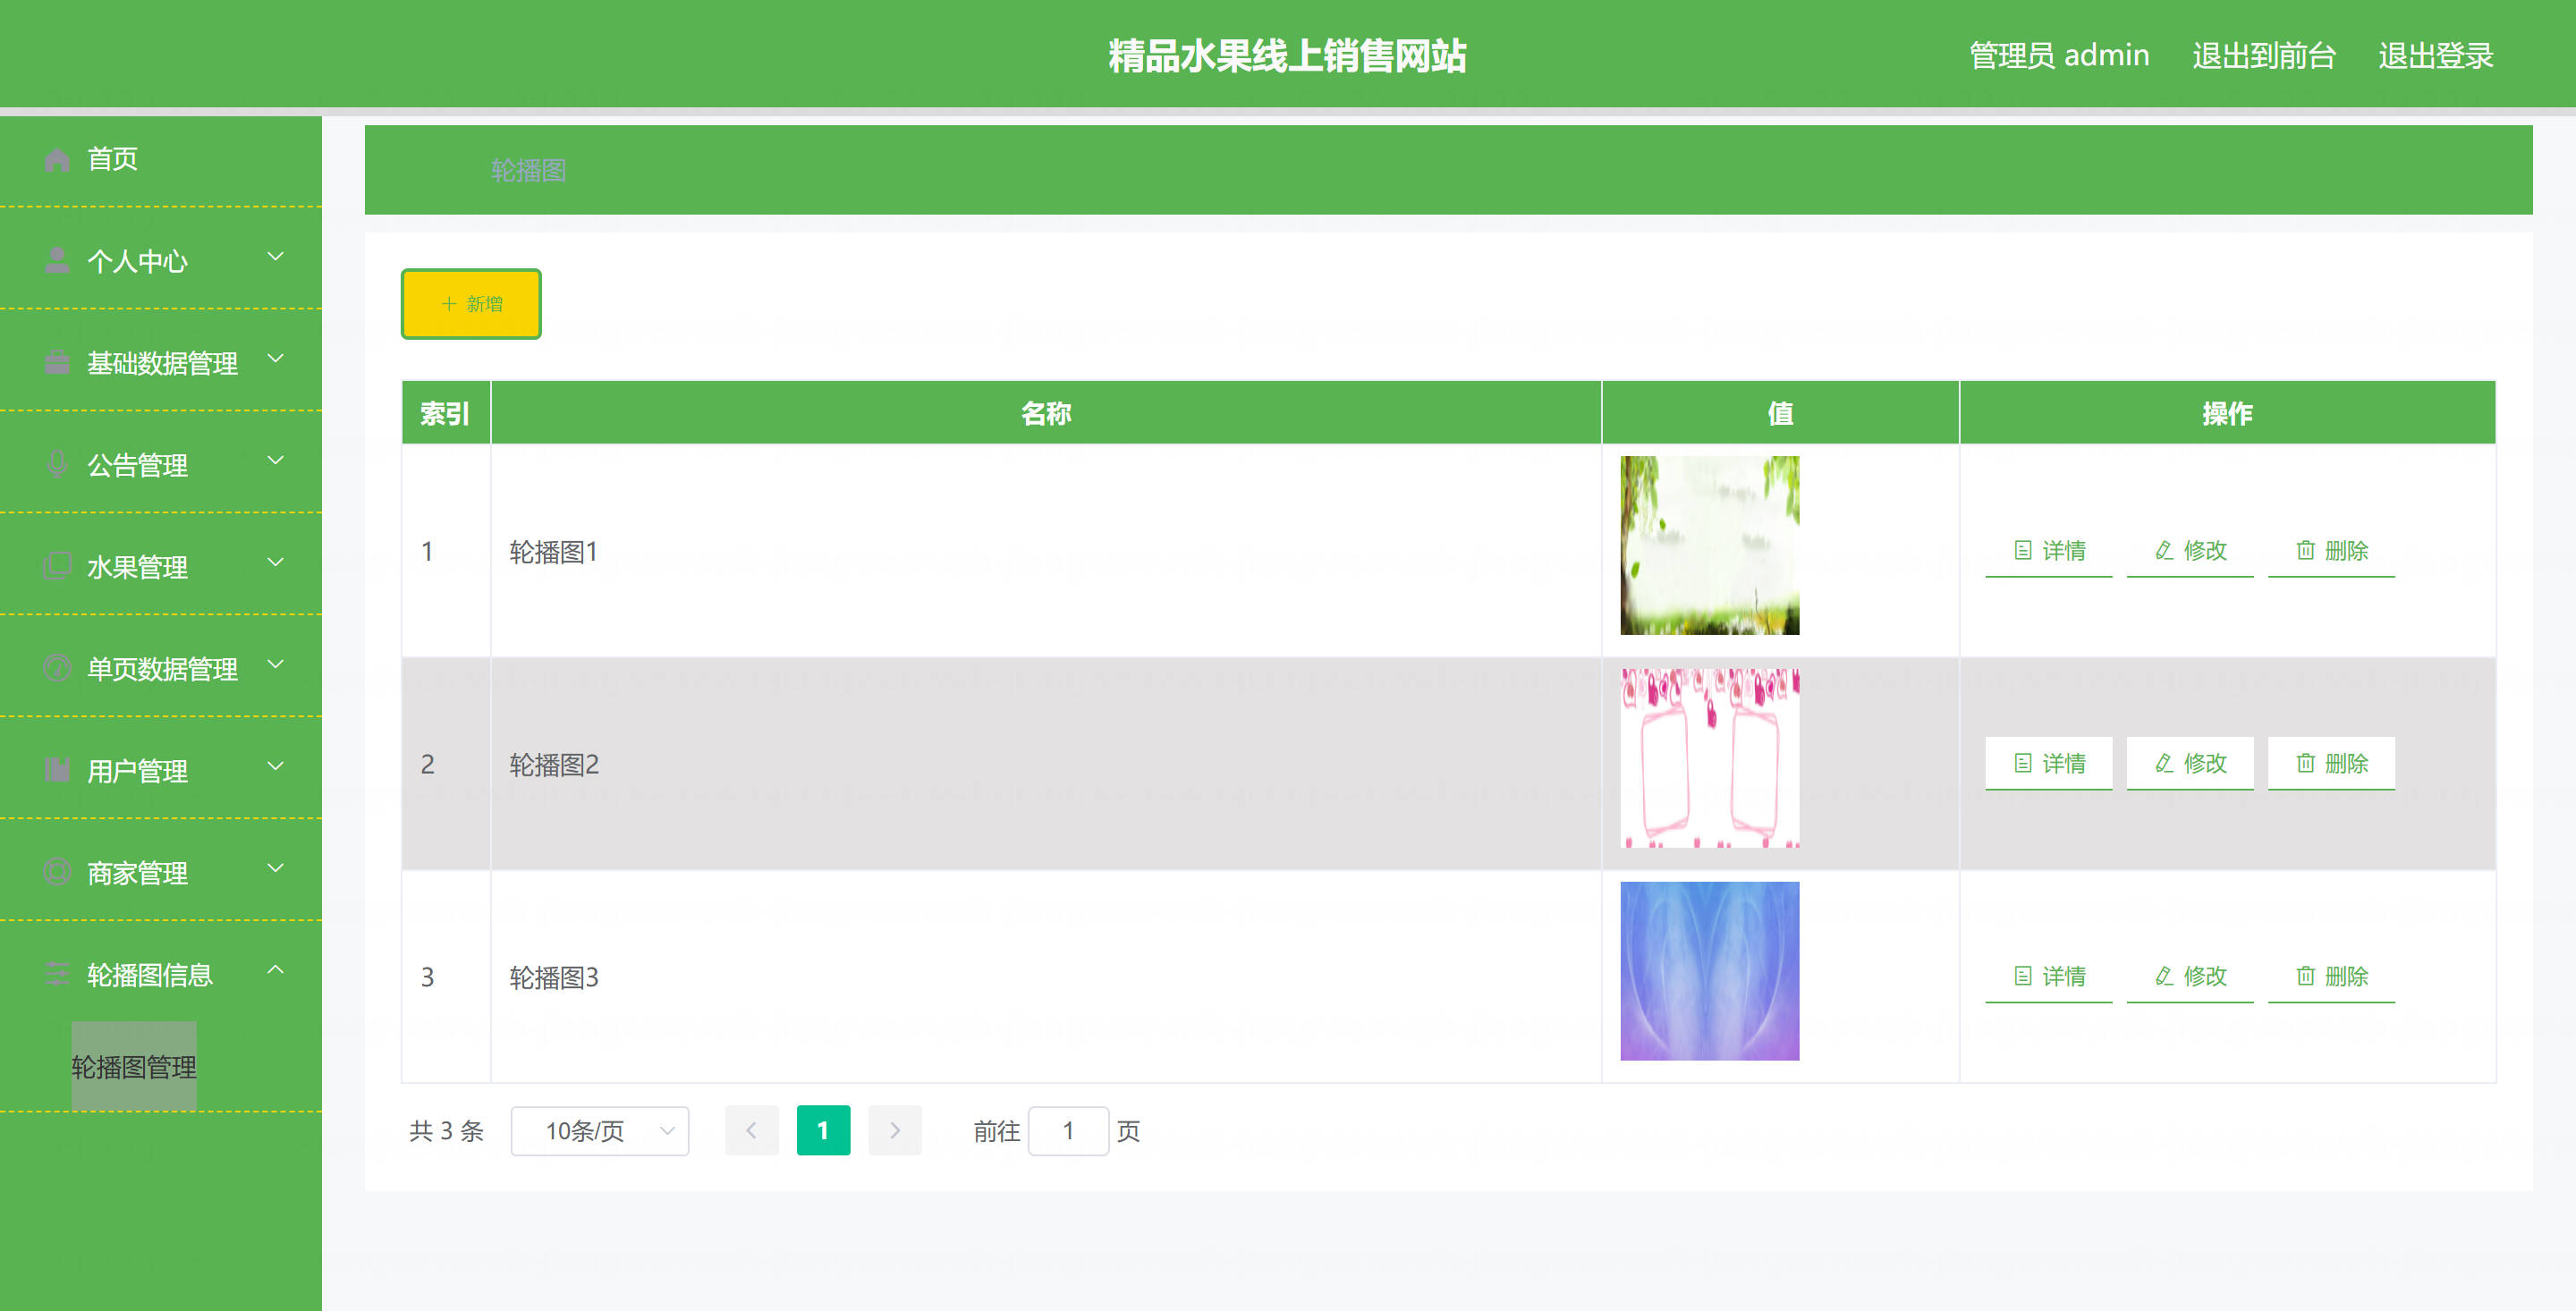 精品水果线上销售网站
管理员 admin 退出到前台 退出登录
首页
个人中心
基础数据管理
公告管理
水果管理
单页数据管理
用户管理
商家管理
轮播图信息
轮播图管理
轮播图
新增
索引 名称 值 操作
1 轮播图1 详情 修改 删除
2 轮播图2 详情 修改 删除
3 轮播图3 详情 修改 删除
共 3 条 10条/页 1 前往 1 页